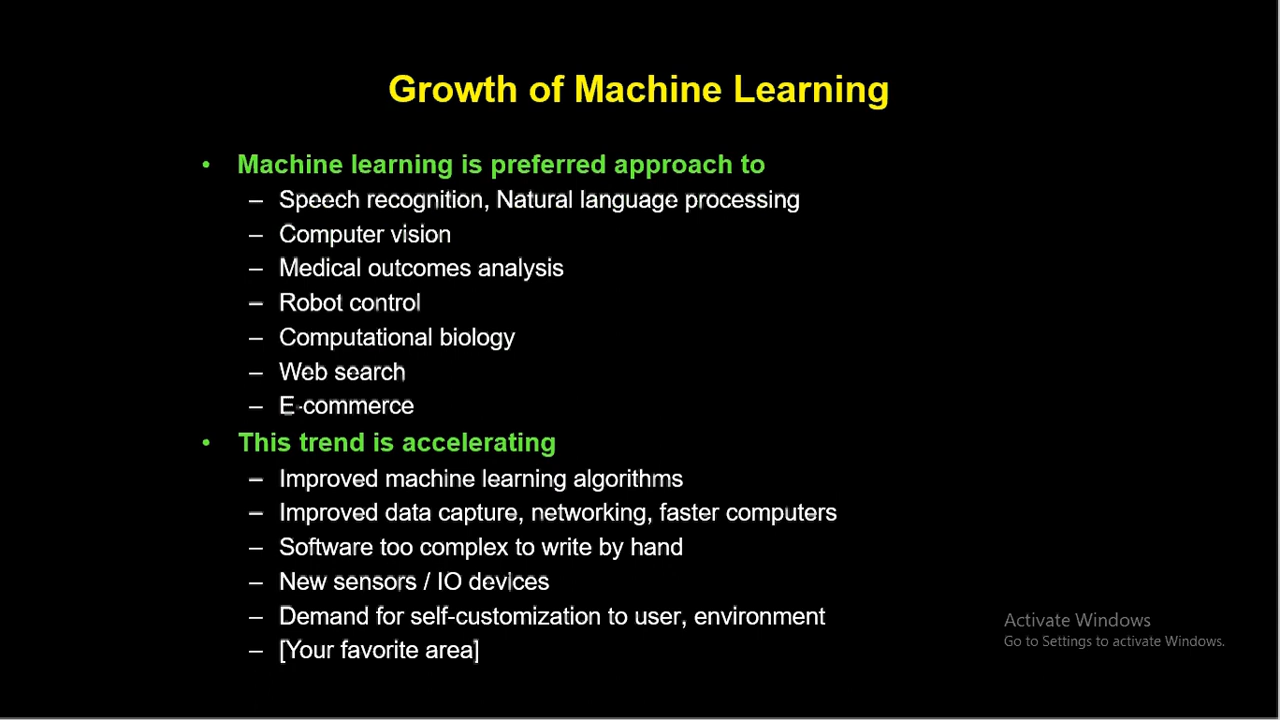 Growth of Machine Learning
• Machine learning is preferred approach to
– Speech recognition, Natural language processing
– Computer vision
– Medical outcomes analysis
– Robot control
– Computational biology
– Web search
– E-commerce
• This trend is accelerating
– Improved machine learning algorithms
– Improved data capture, networking, faster computers
– Software too complex to write by hand
– New sensors / IO devices
– Demand for self-customization to user, environment
– [Your favorite area]
Activate Windows
Go to Settings to activate Windows.